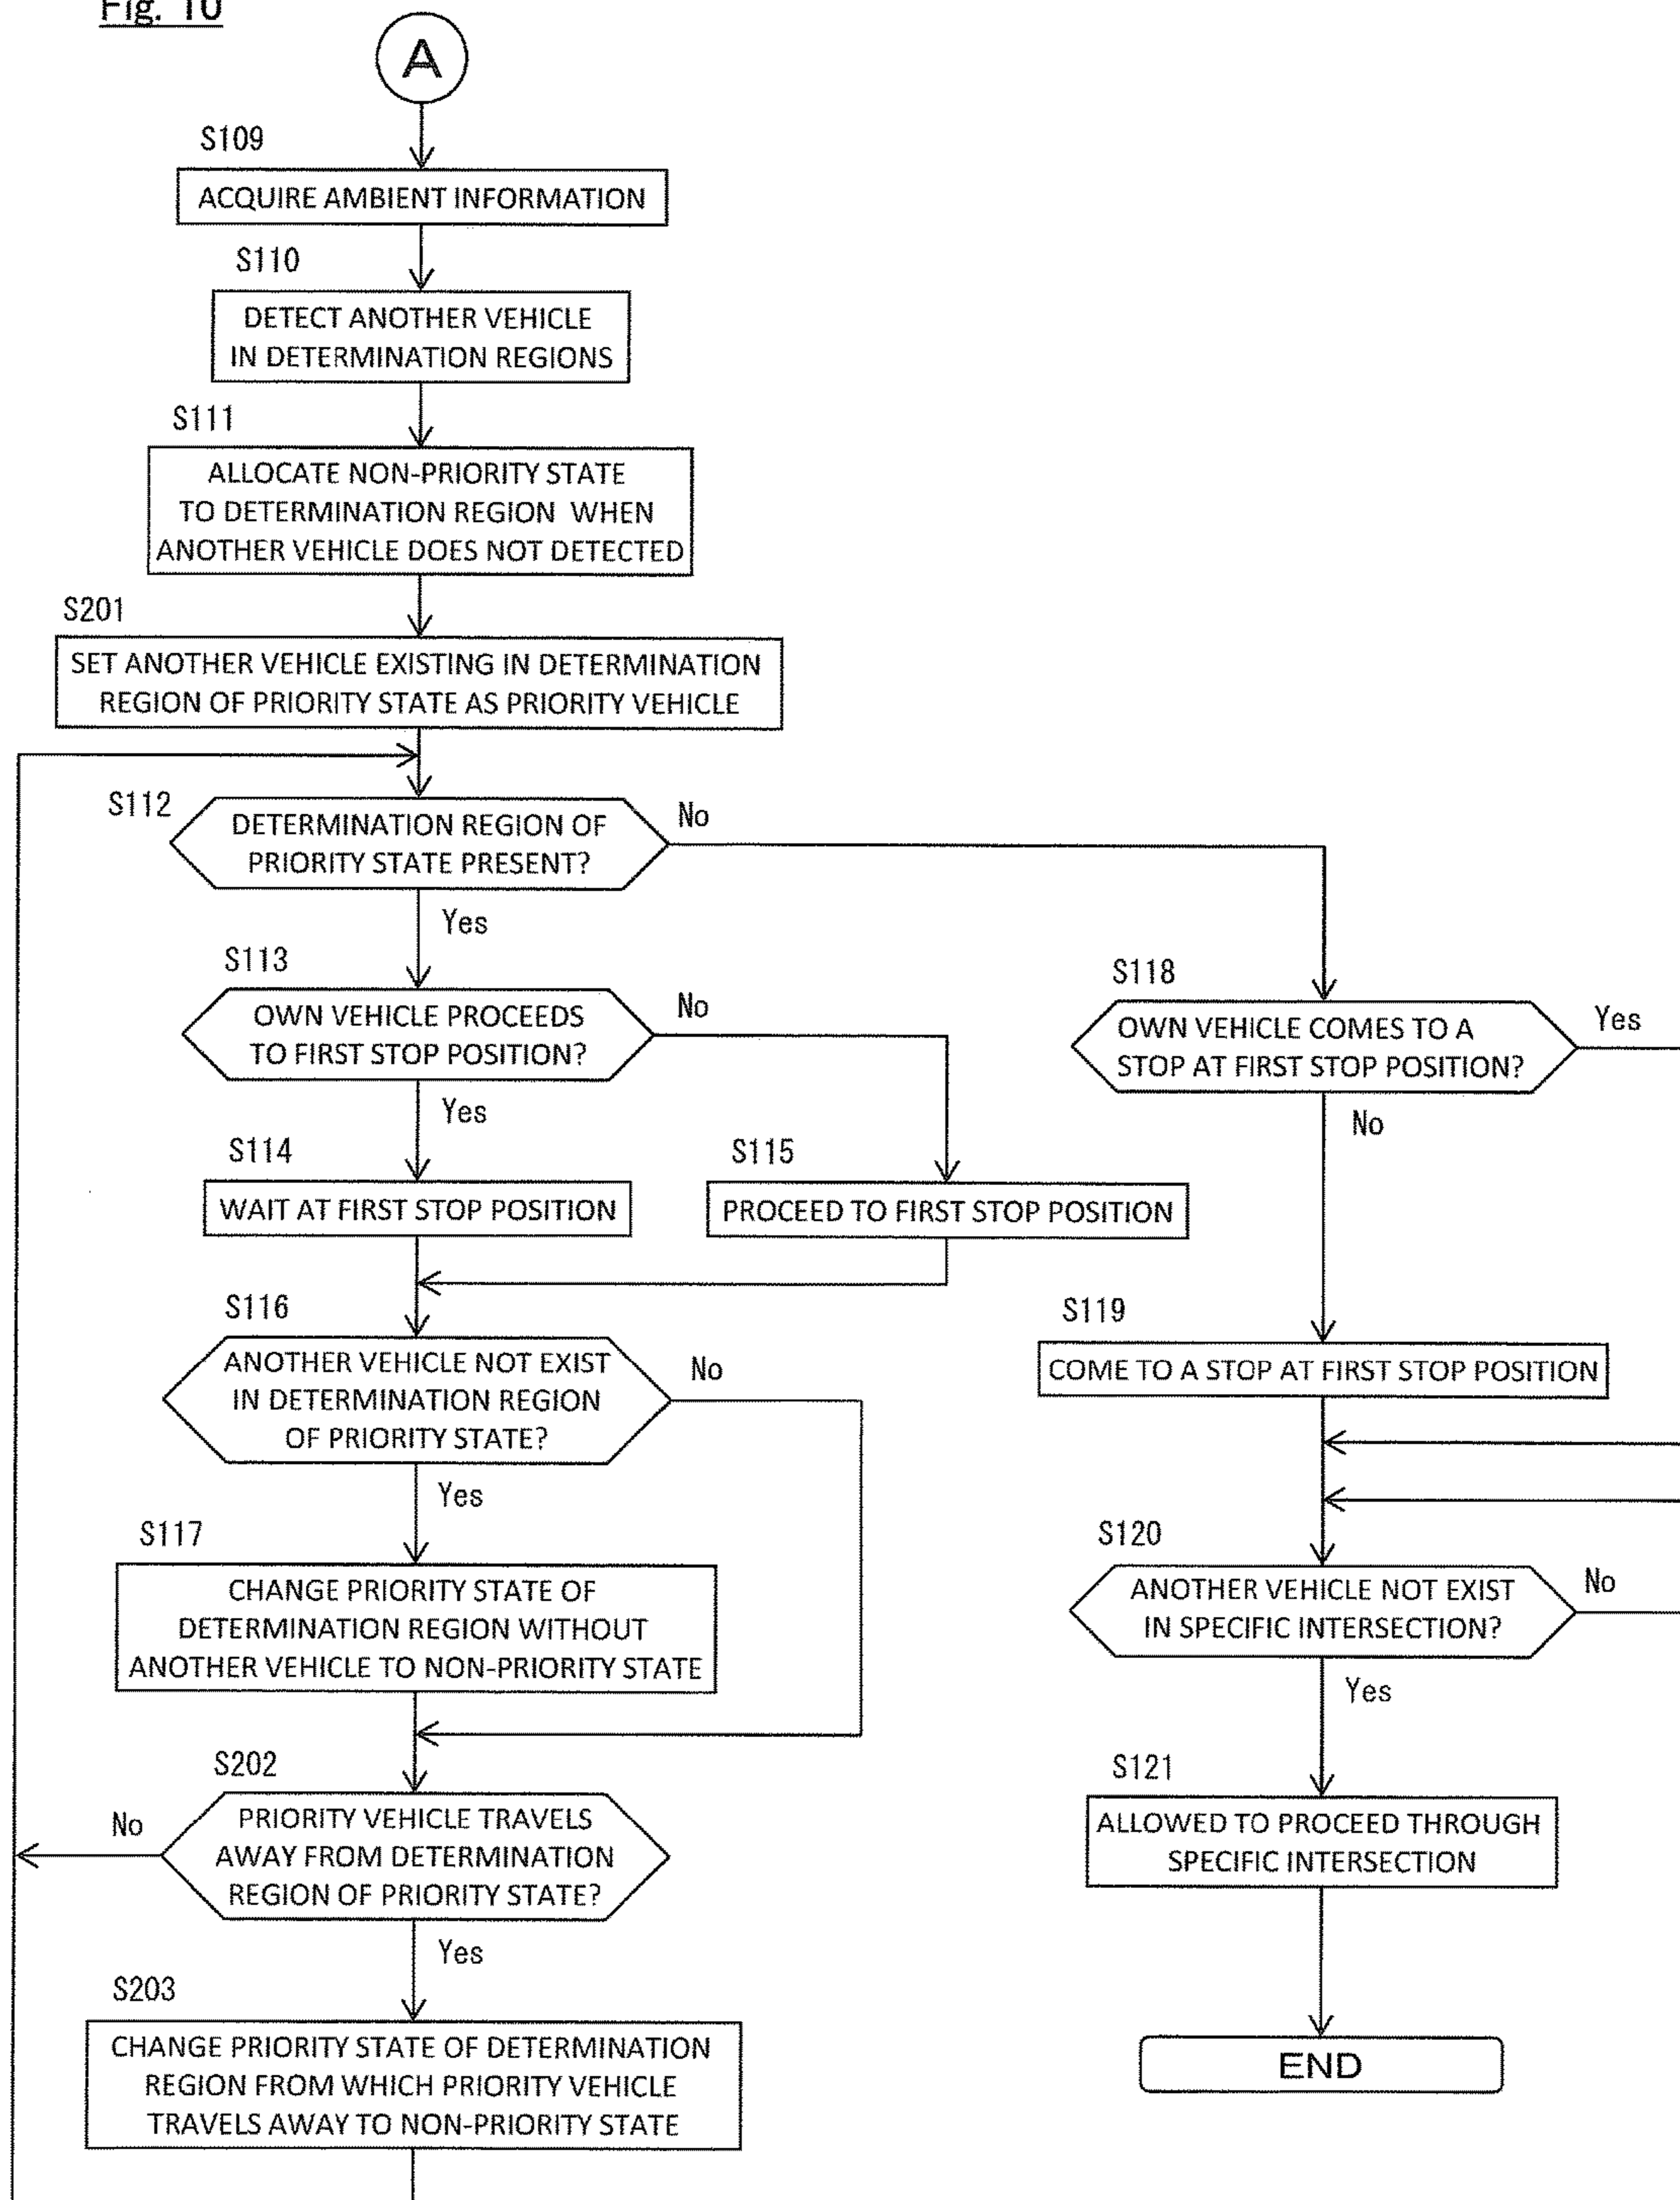 Fig. 10
A
S109
ACQUIRE AMBIENT INFORMATION
S110
DETECT ANOTHER VEHICLE
IN DETERMINATION REGIONS
S111
ALLOCATE NON-PRIORITY STATE
TO DETERMINATION REGION WHEN
ANOTHER VEHICLE DOES NOT DETECTED
S201
SET ANOTHER VEHICLE EXISTING IN DETERMINATION
REGION OF PRIORITY STATE AS PRIORITY VEHICLE
S112
DETERMINATION REGION OF
PRIORITY STATE PRESENT?
No
Yes
S113
OWN VEHICLE PROCEEDS
TO FIRST STOP POSITION?
No
Yes
S114
WAIT AT FIRST STOP POSITION
S115
PROCEED TO FIRST STOP POSITION
S116
ANOTHER VEHICLE NOT EXIST
IN DETERMINATION REGION
OF PRIORITY STATE?
No
Yes
S117
CHANGE PRIORITY STATE OF
DETERMINATION REGION WITHOUT
ANOTHER VEHICLE TO NON-PRIORITY STATE
S202
PRIORITY VEHICLE TRAVELS
AWAY FROM DETERMINATION
REGION OF PRIORITY STATE?
No
Yes
S203
CHANGE PRIORITY STATE OF DETERMINATION
REGION FROM WHICH PRIORITY VEHICLE
TRAVELS AWAY TO NON-PRIORITY STATE
S118
OWN VEHICLE COMES TO A
STOP AT FIRST STOP POSITION?
Yes
No
S119
COME TO A STOP AT FIRST STOP POSITION
S120
ANOTHER VEHICLE NOT EXIST
IN SPECIFIC INTERSECTION?
No
Yes
S121
ALLOWED TO PROCEED THROUGH
SPECIFIC INTERSECTION
END